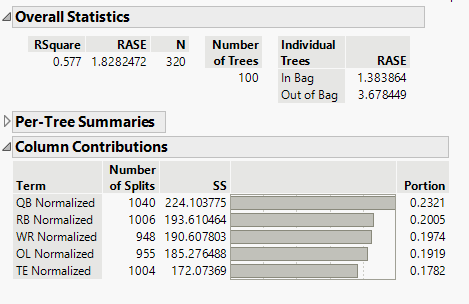 Overall Statistics
RSquare RASE N
0.577 1.8282472 320
Number of Trees
100
Individual Trees RASE
In Bag 1.383864
Out of Bag 3.678449
Per-Tree Summaries
Column Contributions
Term Number of Splits SS Portion
QB Normalized 1040 224.103775 0.2321
RB Normalized 1006 193.610464 0.2005
WR Normalized 948 190.607803 0.1974
OL Normalized 955 185.276488 0.1919
TE Normalized 1004 172.07369 0.1782